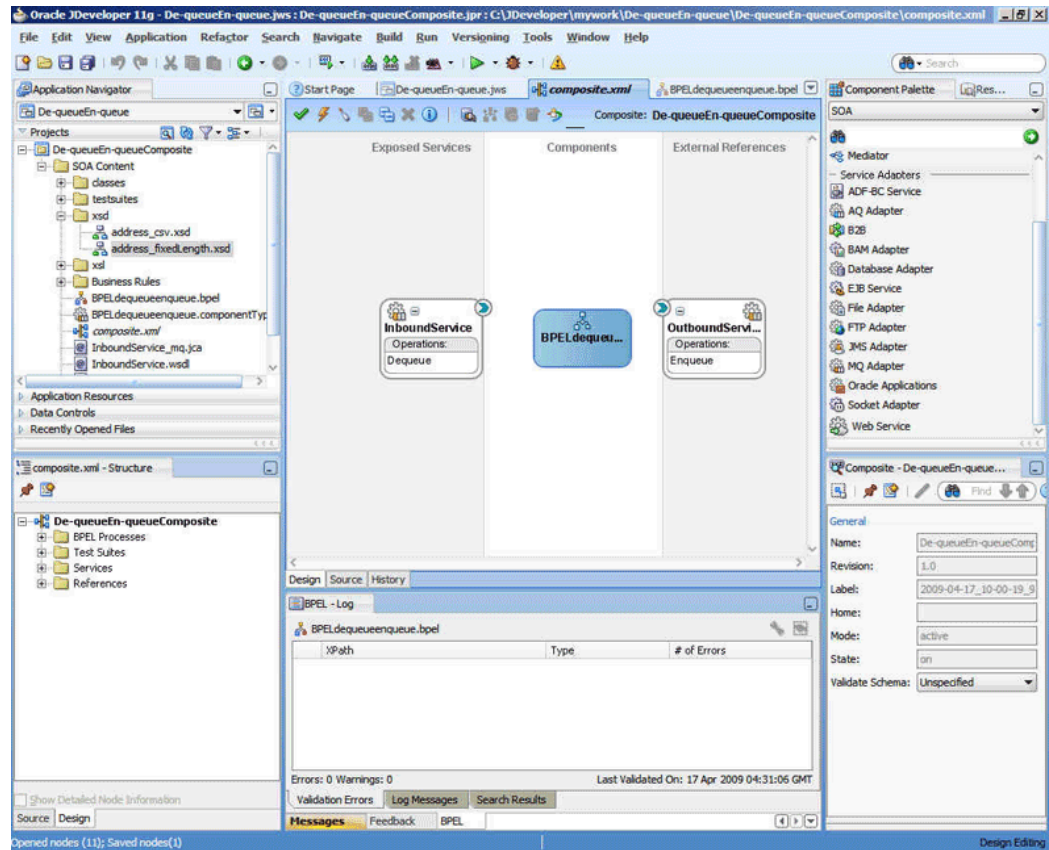 Oracle JDeveloper 11g - De-queueEn-queue.jws : De-queueEn-queueComposite.jpr : C:\JDeveloper\mywork\De-queueEn-queue\De-queueEn-queueComposite\composite.xml
File Edit View Application Refactor Search Navigate Build Run Versioning Tools Window Help
Search
Application Navigator
De-queueEn-queue
Projects
De-queueEn-queueComposite
SOA Content
classes
testsuites
xsd
address_csv.xsd
address_fixedLength.xsd
xsl
Business Rules
BPELdequeueenqueue.bpel
BPELdequeueenqueue.componentTyp
composite.xml
InboundService_mq.jca
InboundService.wsdl
Application Resources
Data Controls
Recently Opened Files
composite.xml - Structure
De-queueEn-queueComposite
BPEL Processes
Test Suites
Services
References
Show Detailed Node Information
Source Design
Start Page De-queueEn-queue.jws composite.xml BPELdequeueenqueue.bpel
Composite: De-queueEn-queueComposite
Exposed Services Components External References
InboundService
Operations:
Dequeue
BPELdequeu...
OutboundServi...
Operations:
Enqueue
Design Source History
BPEL - Log
BPELdequeueenqueue.bpel
XPath Type # of Errors
Errors: 0 Warnings: 0 Last Validated On: 17 Apr 2009 04:31:06 GMT
Validation Errors Log Messages Search Results
Messages Feedback BPEL
Component Palette Res...
SOA
Mediator
Service Adapters
ADF-BC Service
AQ Adapter
B2B
BAM Adapter
Database Adapter
EJB Service
File Adapter
FTP Adapter
JMS Adapter
MQ Adapter
Oracle Applications
Socket Adapter
Web Service
Composite - De-queueEn-queue...
Find
General
Name: De-queueEn-queueComp
Revision: 1.0
Label: 2009-04-17_10-00-19_9
Home:
Mode: active
State: on
Validate Schema: Unspecified
Opened nodes (11); Saved nodes(1) Design Editing